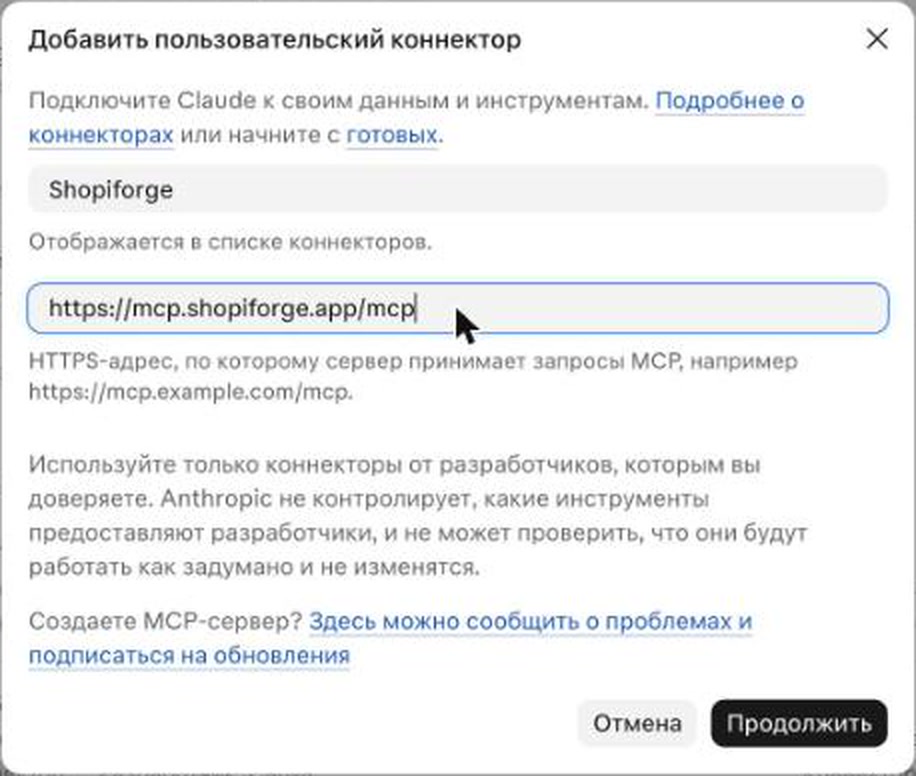 Добавить пользовательский коннектор
Подключите Claude к своим данным и инструментам. Подробнее о
коннекторах или начните с готовых.
Shopiforge
Отображается в списке коннекторов.
https://mcp.shopiforge.app/mcp
HTTPS-адрес, по которому сервер принимает запросы MCP, например
https://mcp.example.com/mcp.
Используйте только коннекторы от разработчиков, которым вы
доверяете. Anthropic не контролирует, какие инструменты
предоставляют разработчики, и не может проверить, что они будут
работать как задумано и не изменятся.
Создаете MCP-сервер? Здесь можно сообщить о проблемах и
подписаться на обновления
Отмена
Продолжить